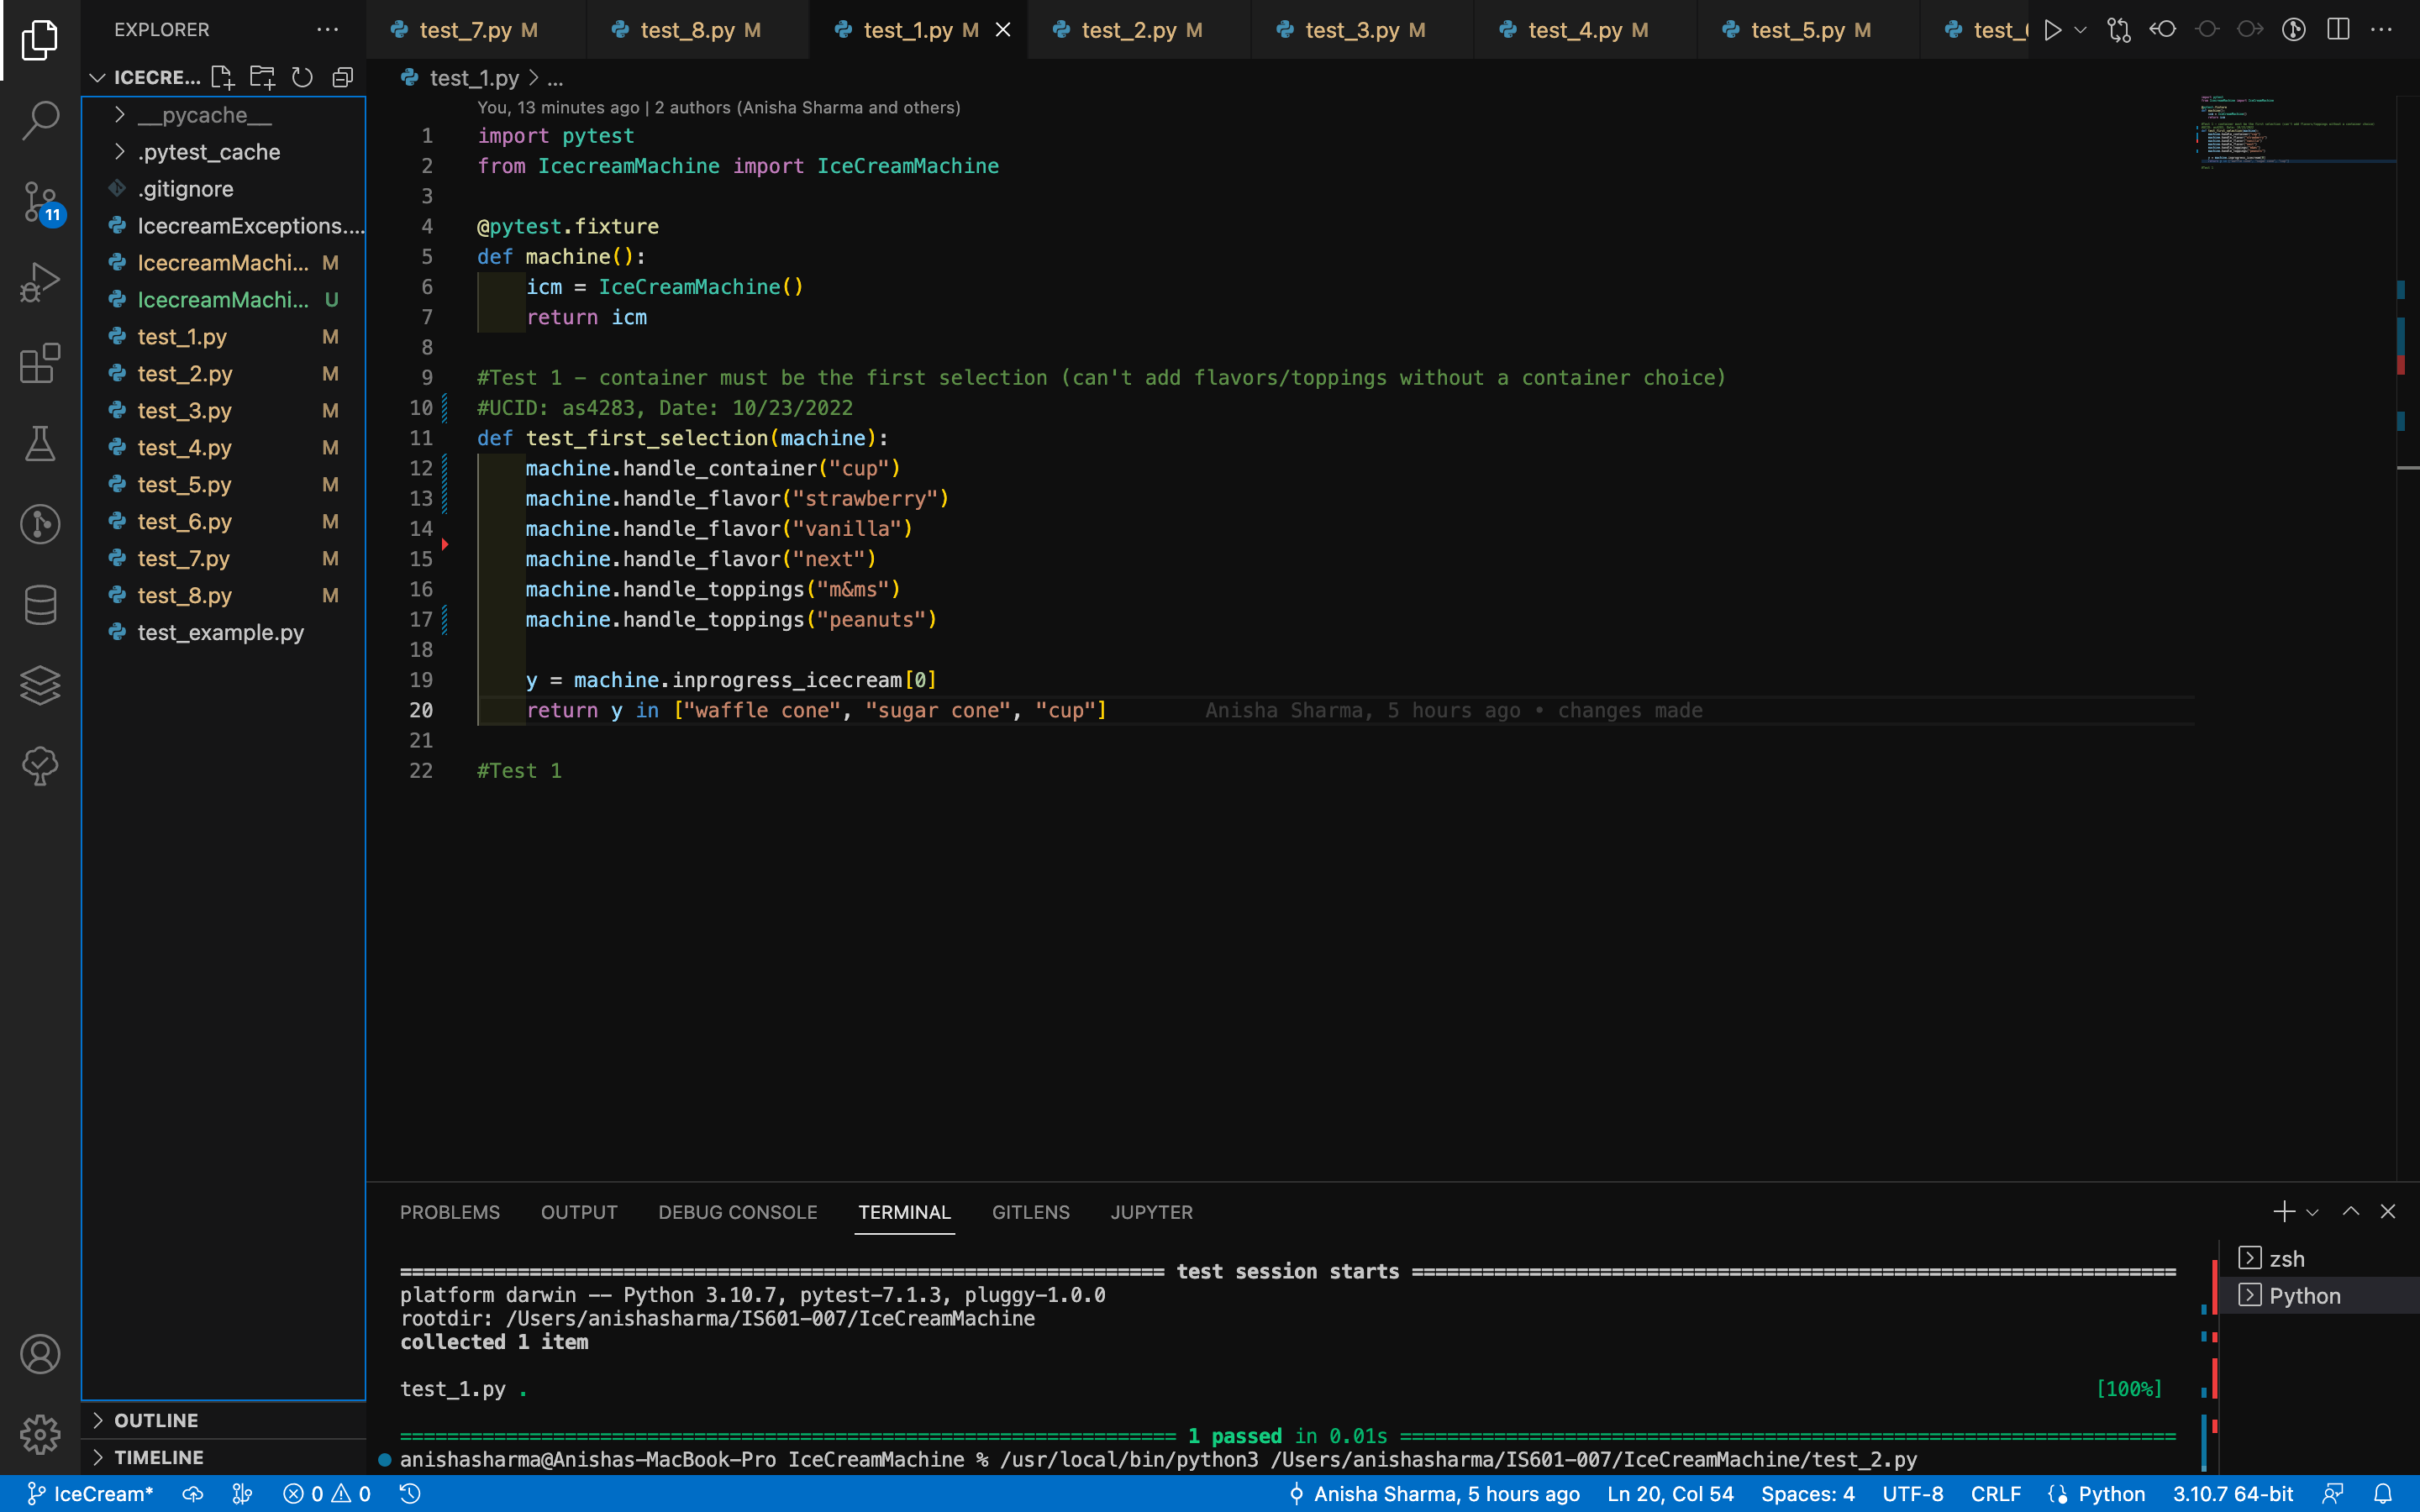 EXPLORER
ICECRE...
__pycache__
.pytest_cache
.gitignore
IcecreamExceptions....
IcecreamMachi... M
IcecreamMachi... U
test_1.py M
test_2.py M
test_3.py M
test_4.py M
test_5.py M
test_6.py M
test_7.py M
test_8.py M
test_example.py
OUTLINE
TIMELINE
11
test_7.py M test_8.py M test_1.py M test_2.py M test_3.py M test_4.py M test_5.py M test_
test_1.py > ...
You, 13 minutes ago | 2 authors (Anisha Sharma and others)
1 import pytest
2 from IcecreamMachine import IceCreamMachine
3
4 @pytest.fixture
5 def machine():
6 icm = IceCreamMachine()
7 return icm
8
9 #Test 1 - container must be the first selection (can't add flavors/toppings without a container choice)
10 #UCID: as4283, Date: 10/23/2022
11 def test_first_selection(machine):
12 machine.handle_container("cup")
13 machine.handle_flavor("strawberry")
14 machine.handle_flavor("vanilla")
15 machine.handle_flavor("next")
16 machine.handle_toppings("m&ms")
17 machine.handle_toppings("peanuts")
18
19 y = machine.inprogress_icecream[0]
20 return y in ["waffle cone", "sugar cone", "cup"] Anisha Sharma, 5 hours ago • changes made
21
22 #Test 1
PROBLEMS OUTPUT DEBUG CONSOLE TERMINAL GITLENS JUPYTER
test session starts
platform darwin -- Python 3.10.7, pytest-7.1.3, pluggy-1.0.0
rootdir: /Users/anishasharma/IS601-007/IceCreamMachine
collected 1 item
test_1.py . [100%]
1 passed in 0.01s
anishasharma@Anishas-MacBook-Pro IceCreamMachine % /usr/local/bin/python3 /Users/anishasharma/IS601-007/IceCreamMachine/test_2.py
zsh
Python
IceCream* 0 0 Anisha Sharma, 5 hours ago Ln 20, Col 54 Spaces: 4 UTF-8 CRLF Python 3.10.7 64-bit